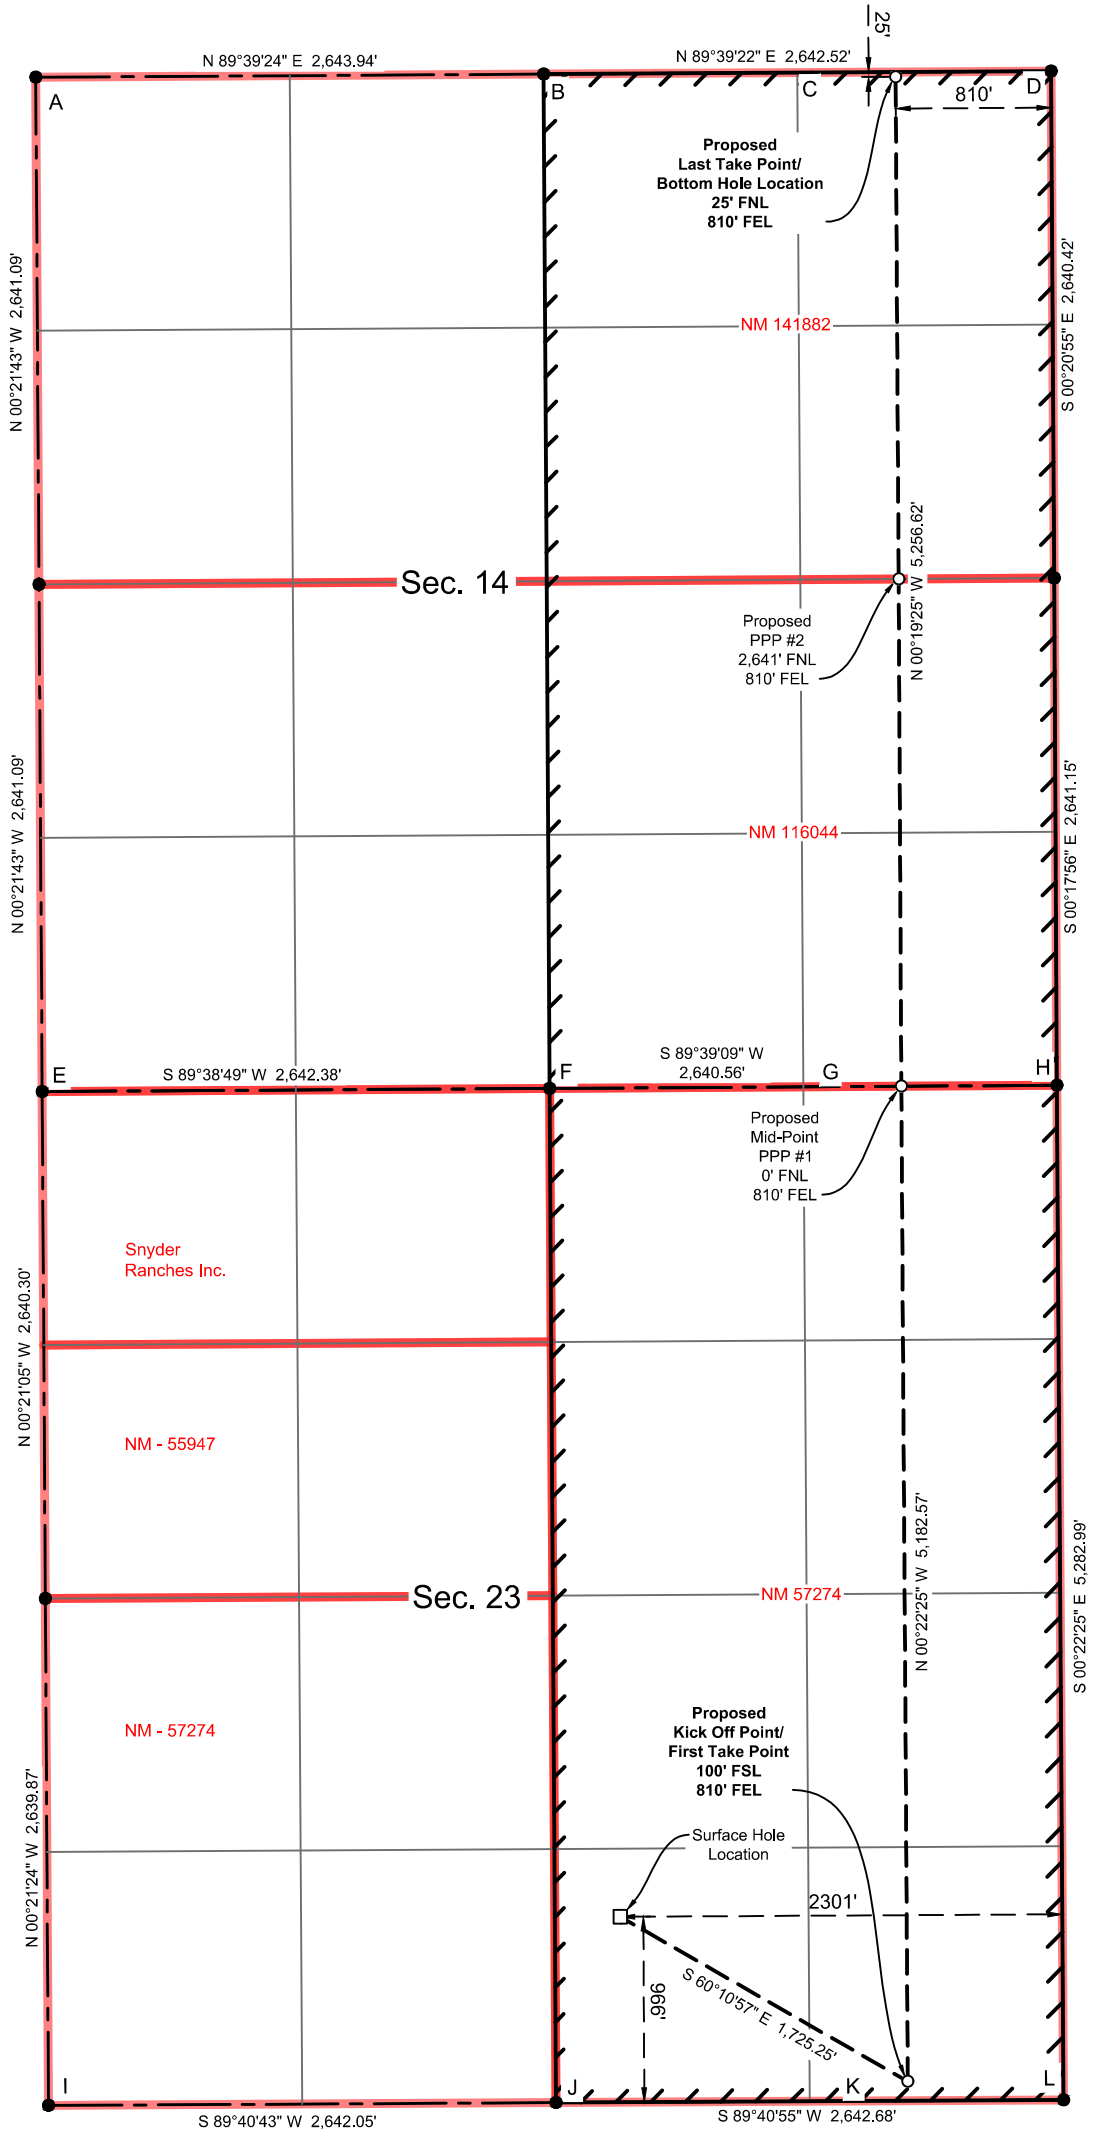 25'
N 89°39'24" E 2,643.94'
N 89°39'22" E 2,642.52'
A
B
C
D
810'
Proposed
Last Take Point/
Bottom Hole Location
25' FNL
810' FEL
N 00°21'43" W 2,641.09'
S 00°20'55" E 2,640.42'
NM 141882
N 00°19'25" W 5,256.62'
Sec. 14
Proposed
PPP #2
2,641' FNL
810' FEL
N 00°21'43" W 2,641.09'
S 00°17'56" E 2,641.15'
NM 116044
E
S 89°38'49" W 2,642.38'
F
S 89°39'09" W
2,640.56'
G
H
Proposed
Mid-Point
PPP #1
0' FNL
810' FEL
Snyder
Ranches Inc.
N 00°21'05" W 2,640.30'
NM - 55947
N 00°22'25" W 5,182.57'
S 00°22'25" E 5,282.99'
Sec. 23
NM 57274
NM - 57274
Proposed
Kick Off Point/
First Take Point
100' FSL
810' FEL
N 00°21'24" W 2,639.87'
Surface Hole
Location
2301'
996'
S 60°10'57" E 1,725.25'
I
J
K
L
S 89°40'43" W 2,642.05'
S 89°40'55" W 2,642.68'